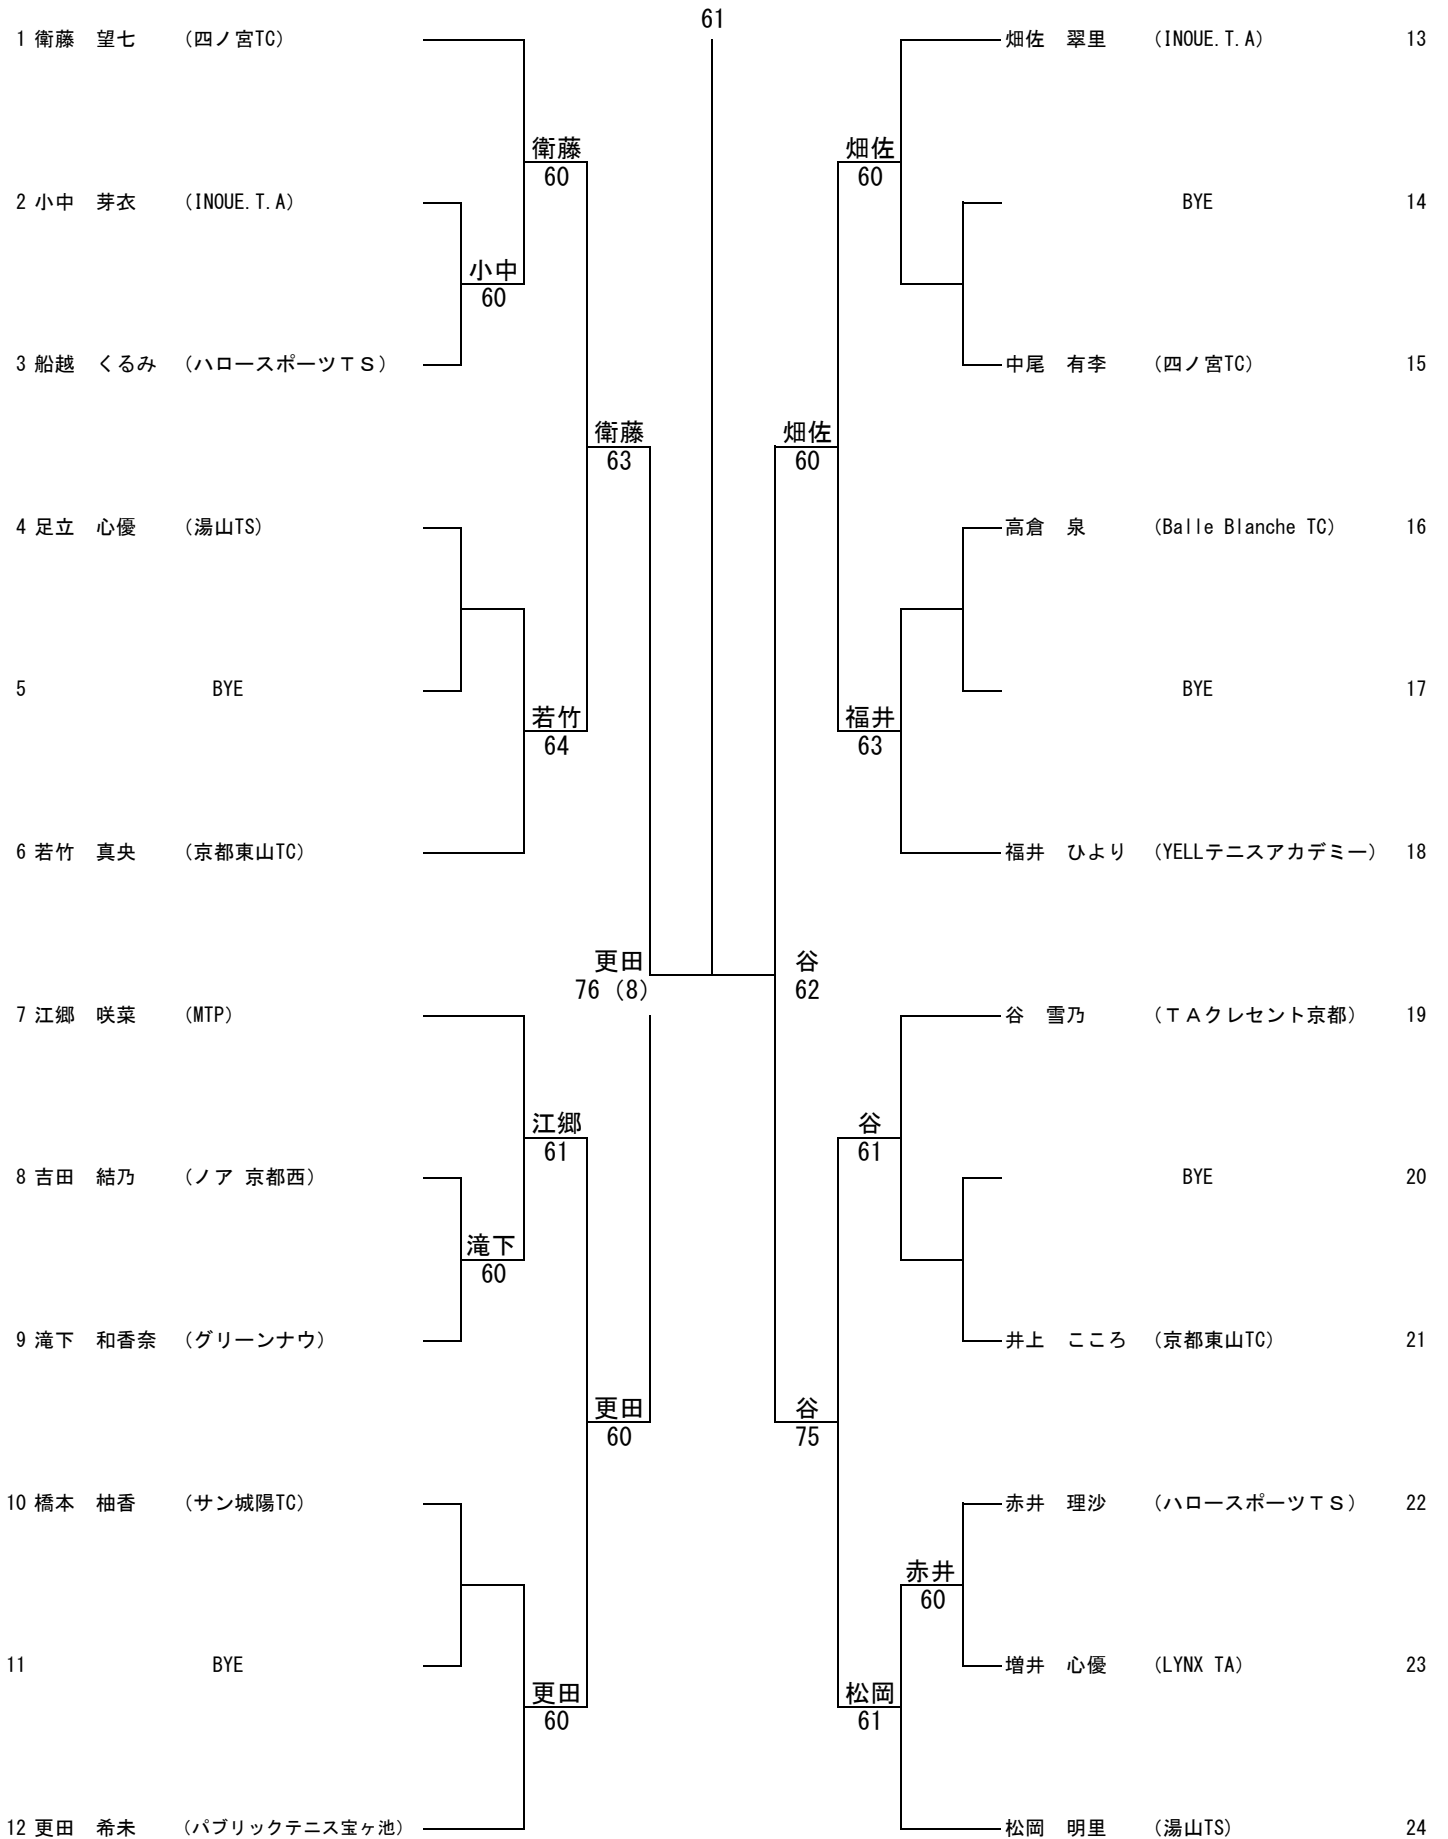 61
1 衛藤　望七　（四ノ宮TC）
衛藤
60
2 小中　芽衣　（INOUE.T.A）
小中
60
3 船越　くるみ　（ハロースポーツＴＳ）
衛藤
63
4 足立　心優　（湯山TS）
5 BYE
若竹
64
6 若竹　真央　（京都東山TC）
更田
76（8）
7 江郷　咲菜　（MTP）
江郷
61
8 吉田　結乃　（ノア 京都西）
滝下
60
9 滝下　和香奈　（グリーンナウ）
更田
60
10 橋本　柚香　（サン城陽TC）
11 BYE
更田
60
12 更田　希未　（パブリックテニス宝ヶ池）
畑佐　翠里　（INOUE.T.A）　13
畑佐
60
BYE　14
中尾　有李　（四ノ宮TC）　15
畑佐
60
高倉　泉　（Balle Blanche TC）　16
BYE　17
福井
63
福井　ひより　（YELLテニスアカデミー）　18
谷
62
谷　雪乃　（ＴＡクレセント京都）　19
谷
61
BYE　20
井上　こころ　（京都東山TC）　21
谷
75
赤井　理沙　（ハロースポーツＴＳ）　22
赤井
60
増井　心優　（LYNX TA）　23
松岡
61
松岡　明里　（湯山TS）　24